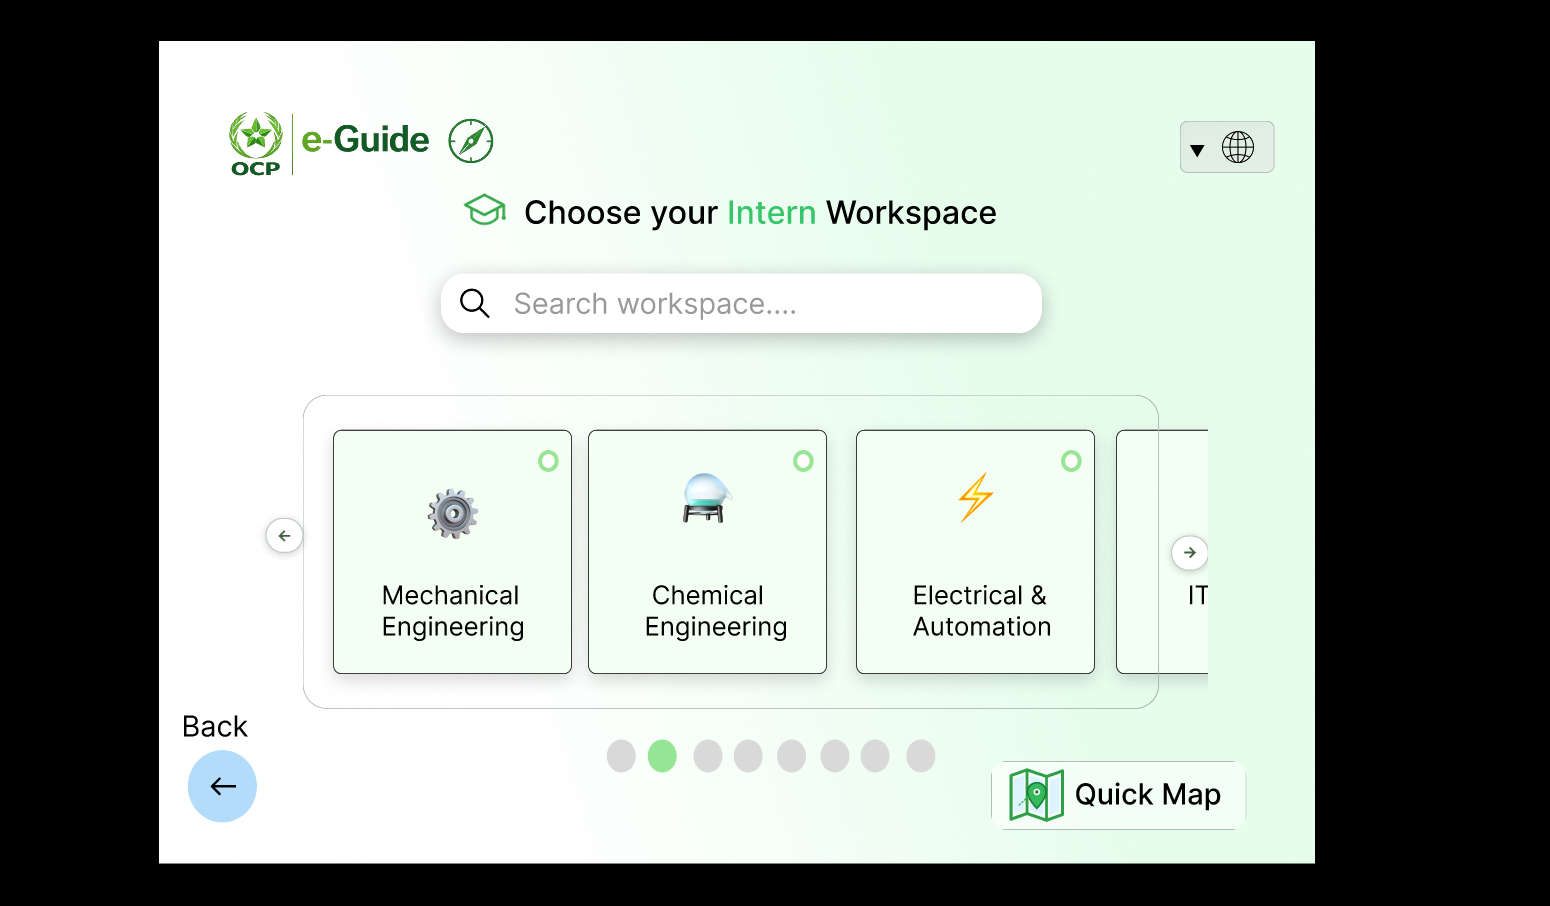 OCP
e-Guide
Choose your Intern Workspace
Search workspace....
Mechanical
Engineering
Chemical
Engineering
Electrical &
Automation
IT
Back
Quick Map